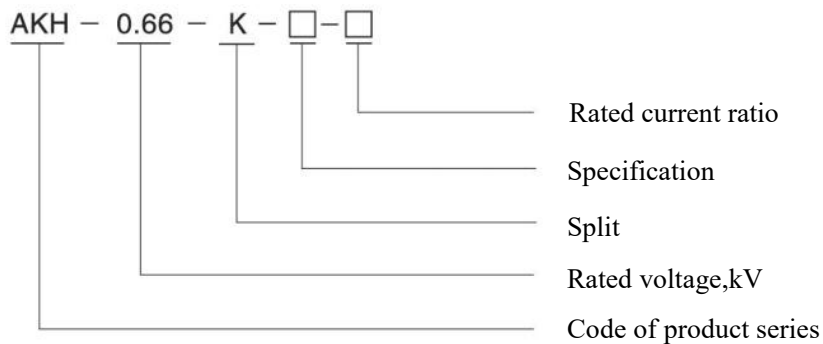 AKH - 0.66 - K - □ - □
Rated current ratio
Specification
Split
Rated voltage,kV
Code of product series